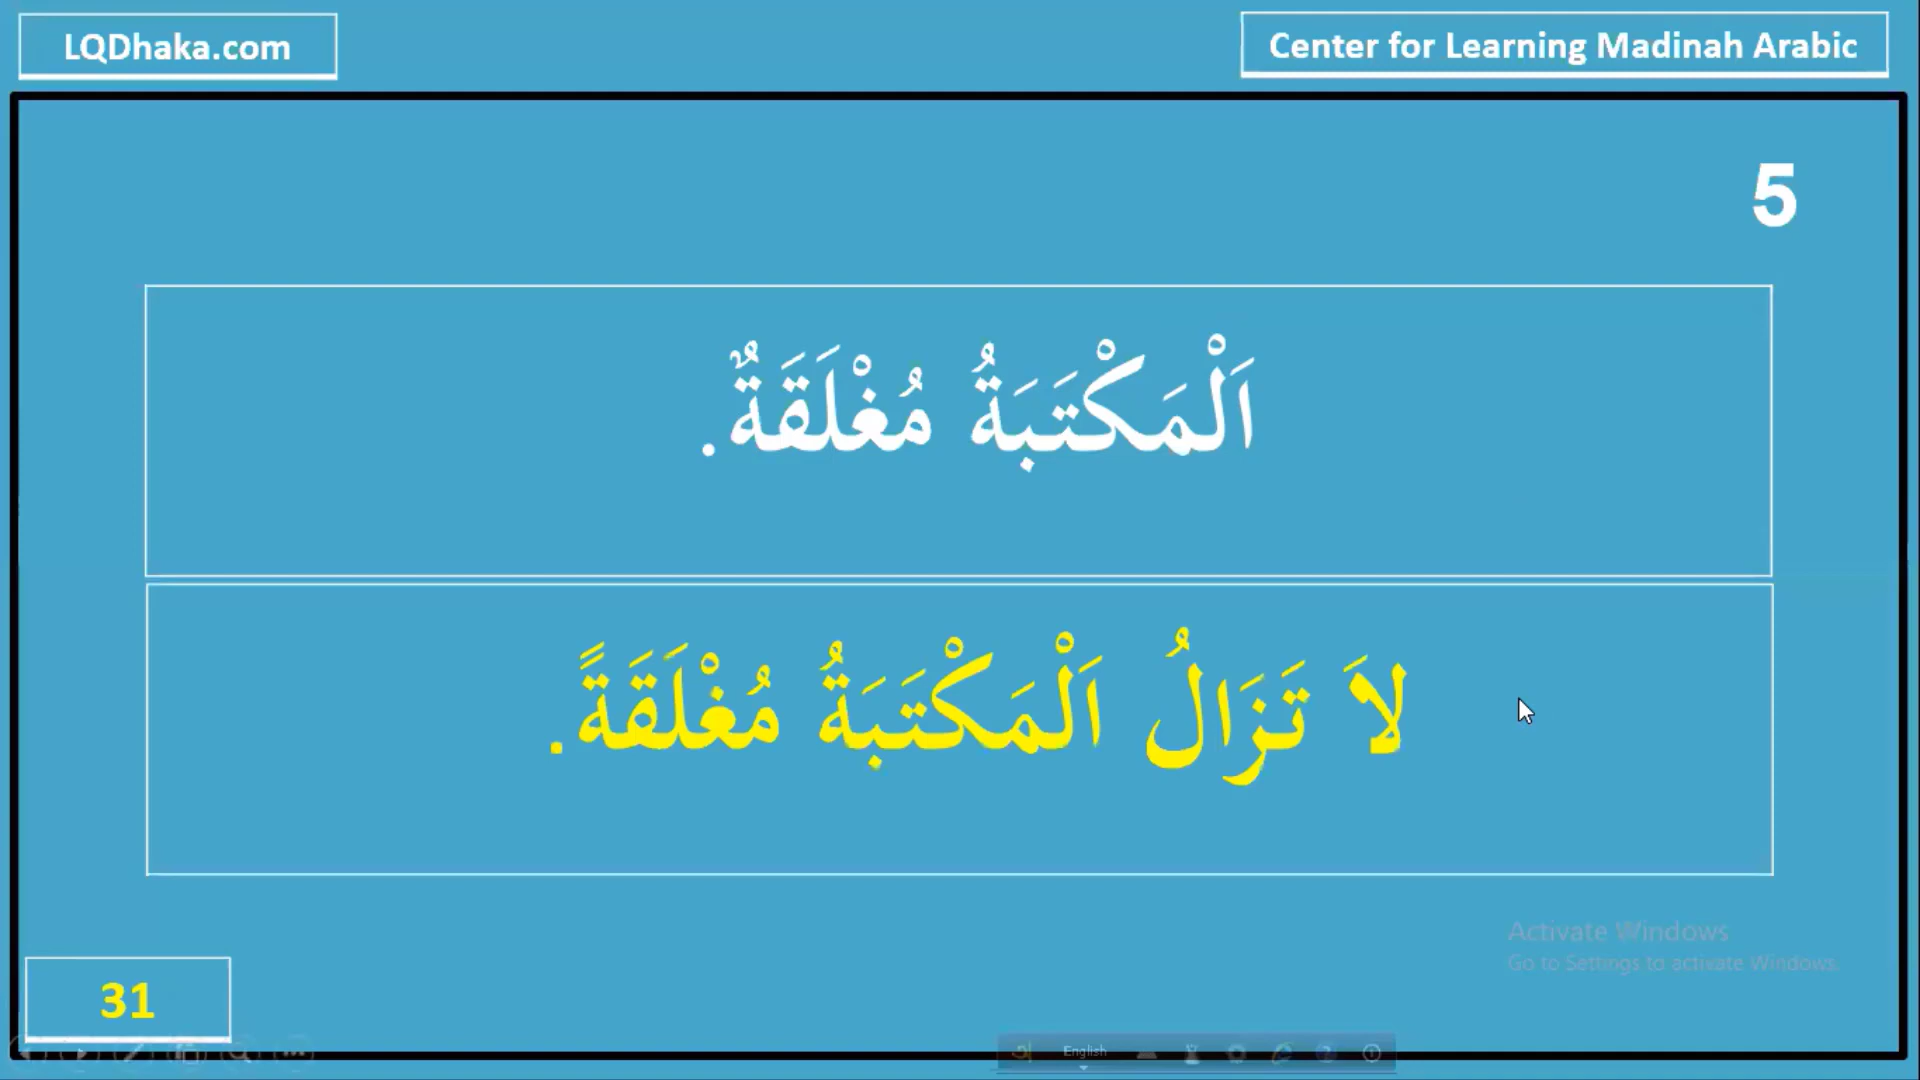 LQDhaka.com
Center for Learning Madinah Arabic
5
اَلْمَكْتَبَةُ مُغْلَقَةٌ.
لاَ تَزَالُ اَلْمَكْتَبَةُ مُغْلَقَةً.
Activate Windows
Go to Settings to activate Windows.
31
English